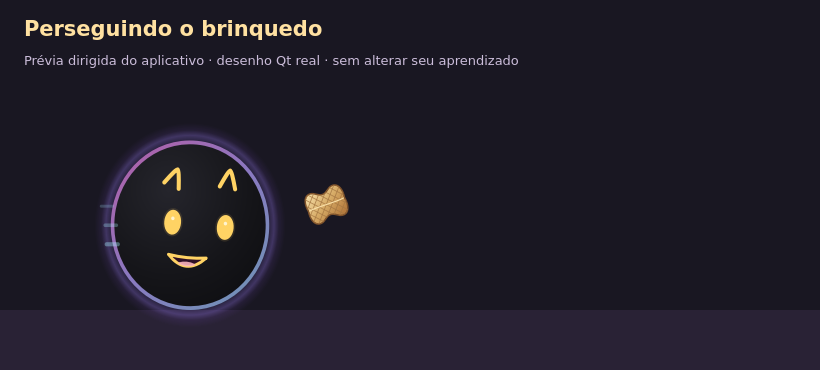 Perseguindo o brinquedo
Prévia dirigida do aplicativo · desenho Qt real · sem alterar seu aprendizado